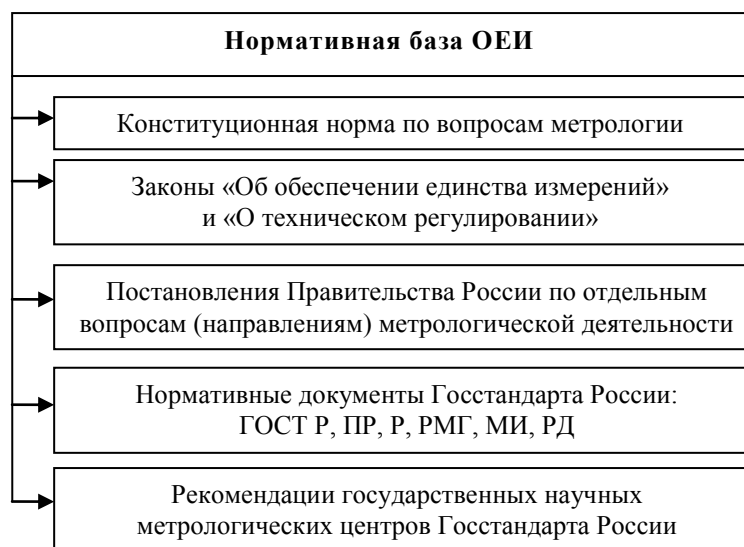 Нормативная база ОЕИ
Конституционная норма по вопросам метрологии
Законы «Об обеспечении единства измерений»
и «О техническом регулировании»
Постановления Правительства России по отдельным
вопросам (направлениям) метрологической деятельности
Нормативные документы Госстандарта России:
ГОСТ Р, ПР, Р, РМГ, МИ, РД
Рекомендации государственных научных
метрологических центров Госстандарта России